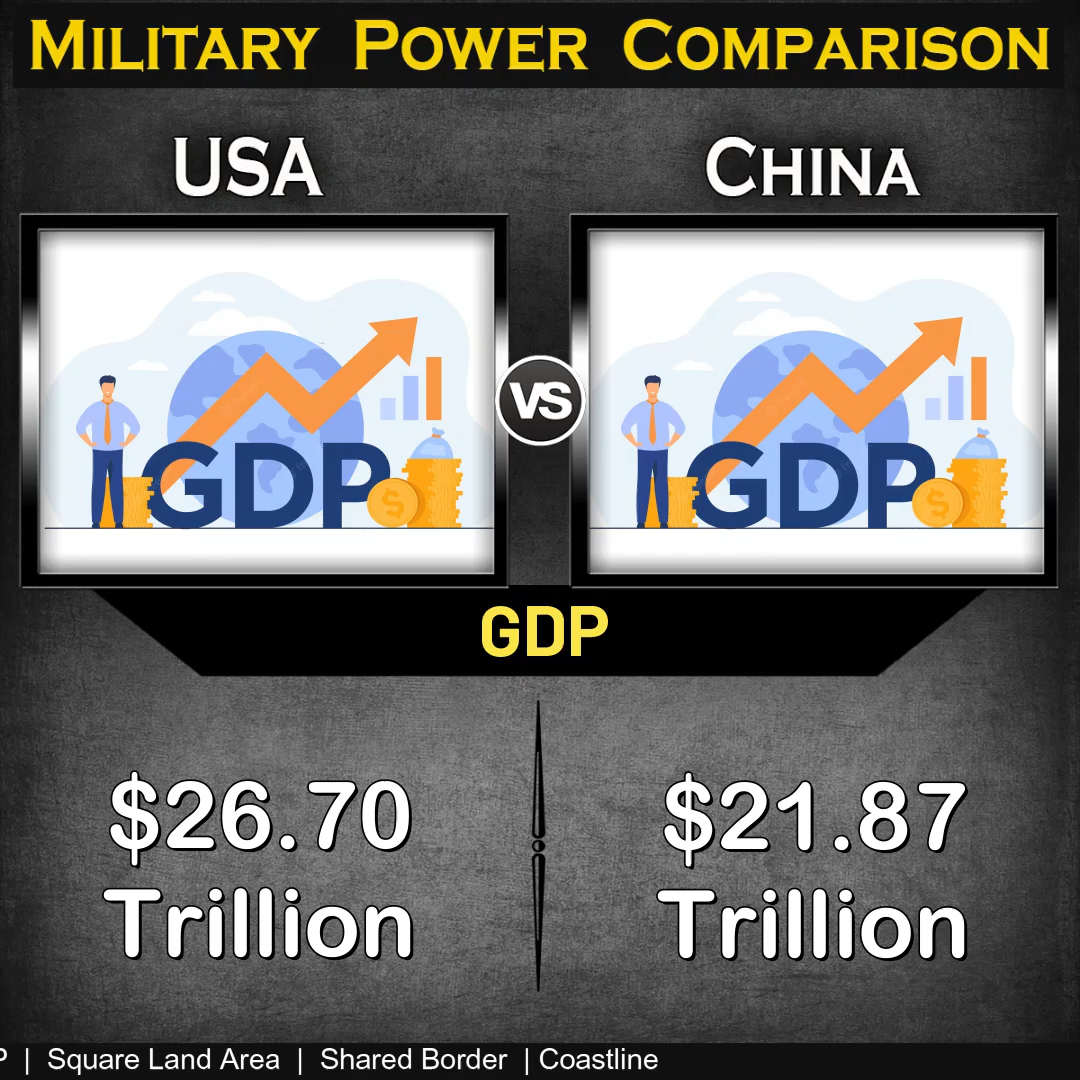 MILITARY POWER COMPARISON
USA
CHINA
VS
GDP
GDP
GDP
$26.70
Trillion
$21.87
Trillion
P | Square Land Area | Shared Border | Coastline